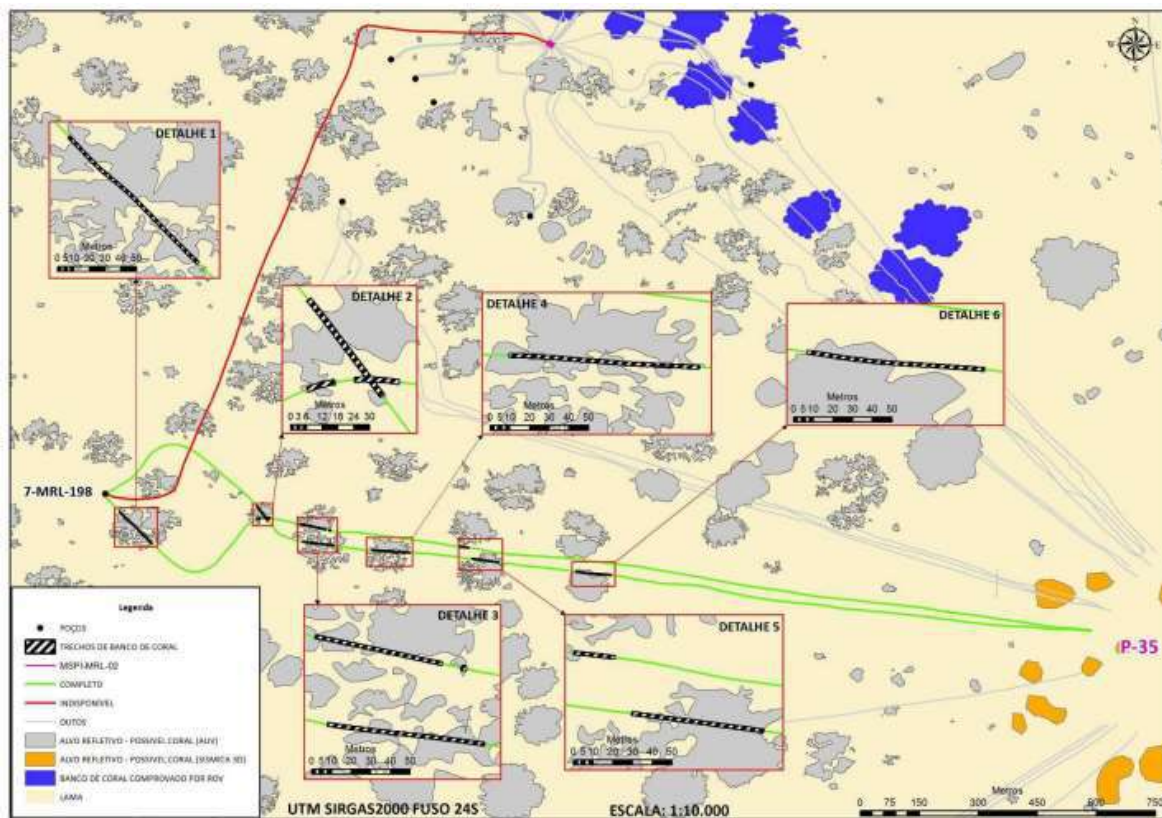 DETALHE 1
Metros
0 5 10 20 30 40 50
DETALHE 2
Metros
0 3 6 12 18 24 30
DETALHE 4
Metros
0 5 10 20 30 40 50
DETALHE 6
Metros
0 5 10 20 30 40 50
7-MRL-198
DETALHE 3
Metros
0 5 10 20 30 40 50
DETALHE 5
Metros
0 5 10 20 30 40 50
P-35
Legenda
POÇOS
TRECHOS DE BANCO DE CORAL
MSPI-MRL-02
COMPLETO
INDISPONÍVEL
ALVO REFLETIVO - POSSIVEL CORAL (AUV)
ALVO REFLETIVO - POSSIVEL CORAL (SISMICA 3D)
BANCO DE CORAL COMPROVADO POR ROV
LAMA
UTM SIRGAS2000 FUSO 24S
ESCALA: 1:10.000
Metros
0 75 150 300 450 600 750